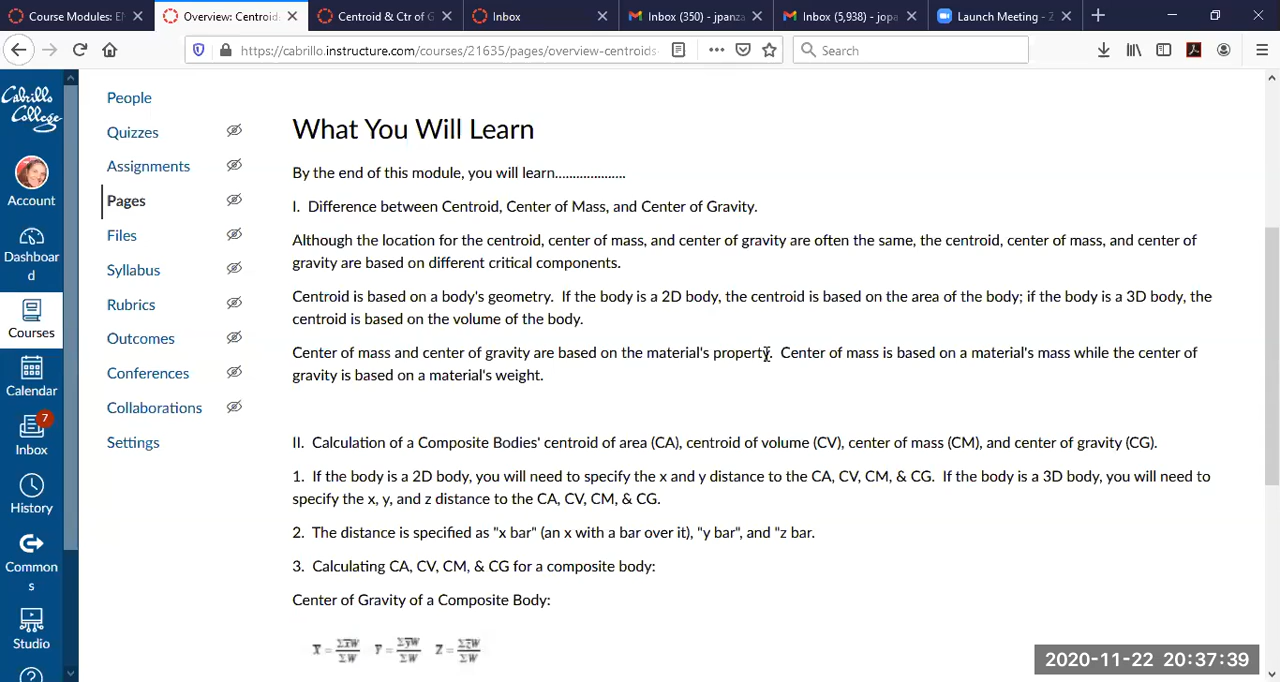 Course Modules: E
Overview: Centroid
Centroid & Ctr of G
Inbox
Inbox (350) - jpanza
Inbox (5,938) - jopa
Launch Meeting - Z
https://cabrillo.instructure.com/courses/21635/pages/overview-centroids-
Search
Cabrillo College
Account
Dashboar
d
Courses
Calendar
7
Inbox
History
Common
s
Studio
People
Quizzes
Assignments
Pages
Files
Syllabus
Rubrics
Outcomes
Conferences
Collaborations
Settings
What You Will Learn
By the end of this module, you will learn...................
I. Difference between Centroid, Center of Mass, and Center of Gravity.
Although the location for the centroid, center of mass, and center of gravity are often the same, the centroid, center of mass, and center of
gravity are based on different critical components.
Centroid is based on a body's geometry. If the body is a 2D body, the centroid is based on the area of the body; if the body is a 3D body, the
centroid is based on the volume of the body.
Center of mass and center of gravity are based on the material's property. Center of mass is based on a material's mass while the center of
gravity is based on a material's weight.
II. Calculation of a Composite Bodies' centroid of area (CA), centroid of volume (CV), center of mass (CM), and center of gravity (CG).
1. If the body is a 2D body, you will need to specify the x and y distance to the CA, CV, CM, & CG. If the body is a 3D body, you will need to
specify the x, y, and z distance to the CA, CV, CM, & CG.
2. The distance is specified as "x bar" (an x with a bar over it), "y bar", and "z bar.
3. Calculating CA, CV, CM, & CG for a composite body:
Center of Gravity of a Composite Body:
X̄ = Σx̄W/ΣW Ȳ = ΣȳW/ΣW Z̄ = Σz̄W/ΣW
2020-11-22 20:37:39